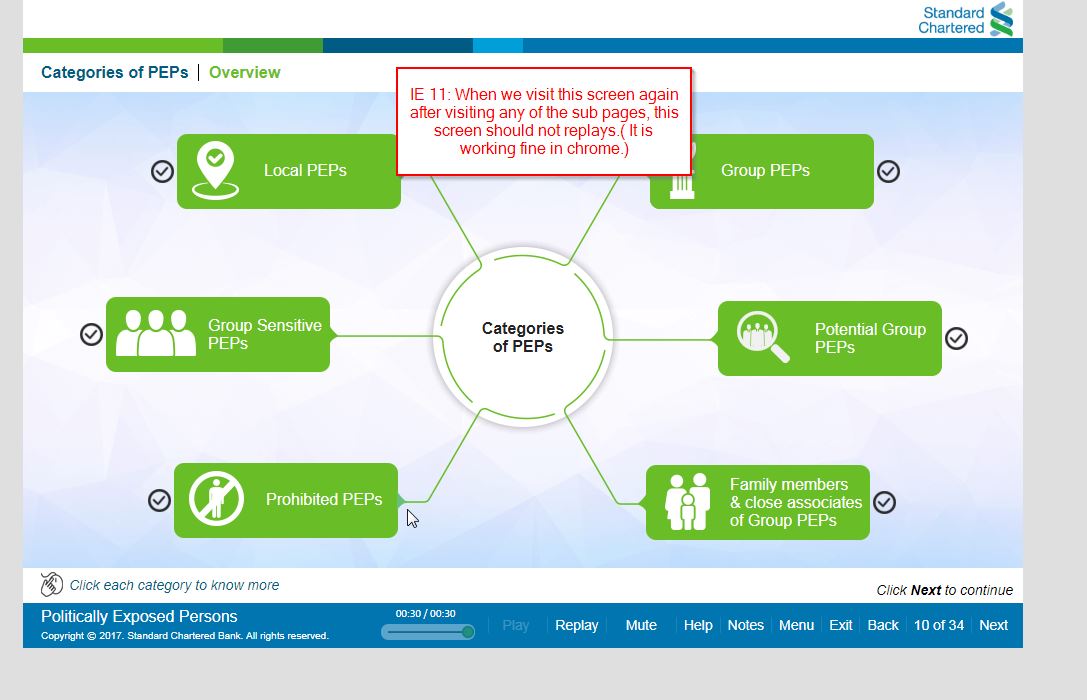 Standard
Chartered
Categories of PEPs | Overview
IE 11: When we visit this screen again
after visiting any of the sub pages, this
screen should not replays.( It is
working fine in chrome.)
Local PEPs
Group PEPs
Group Sensitive
PEPs
Categories
of PEPs
Potential Group
PEPs
Prohibited PEPs
Family members
& close associates
of Group PEPs
Click each category to know more
Click Next to continue
Politically Exposed Persons
Copyright © 2017. Standard Chartered Bank. All rights reserved.
00:30 / 00:30
Play Replay Mute Help Notes Menu Exit Back 10 of 34 Next